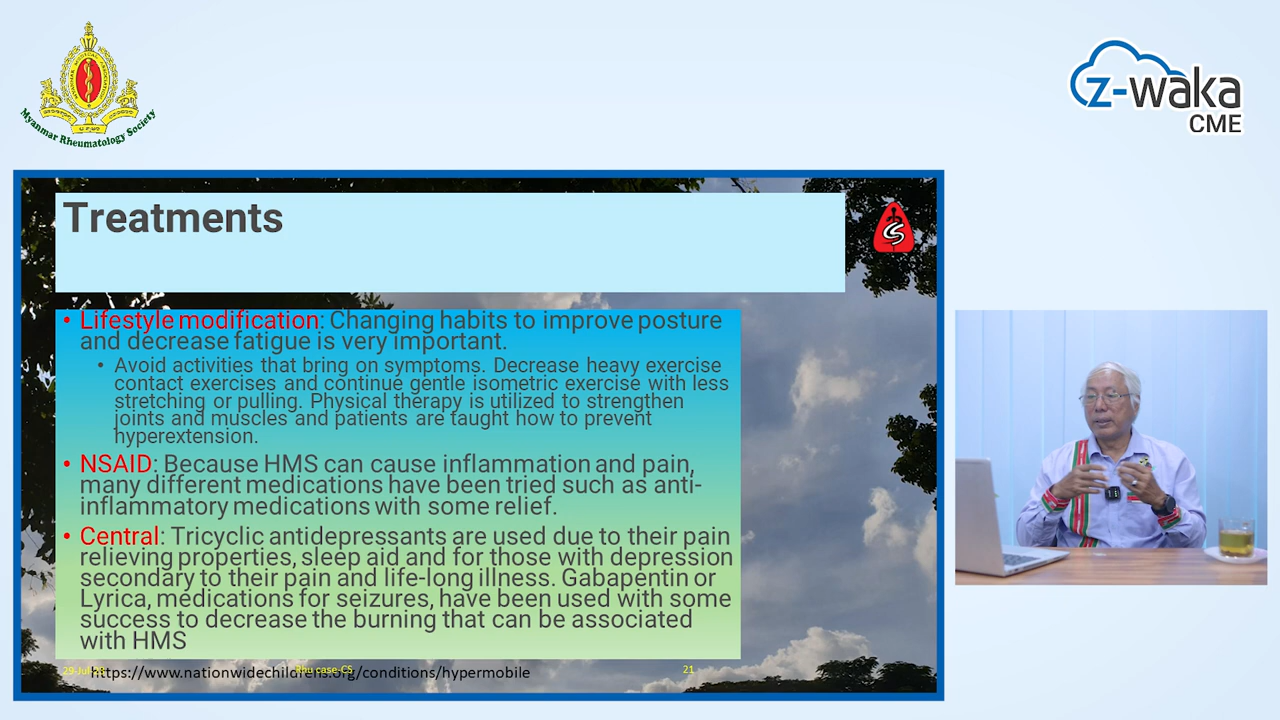 Myanmar Rheumatology Society
z-waka
CME
Treatments
• Lifestyle modification: Changing habits to improve posture
and decrease fatigue is very important.
• Avoid activities that bring on symptoms. Decrease heavy exercise
contact exercises and continue gentle isometric exercise with less
stretching or pulling. Physical therapy is utilized to strengthen
joints and muscles and patients are taught how to prevent
hyperextension.
• NSAID: Because HMS can cause inflammation and pain,
many different medications have been tried such as anti-
inflammatory medications with some relief.
• Central: Tricyclic antidepressants are used due to their pain
relieving properties, sleep aid and for those with depression
secondary to their pain and life-long illness. Gabapentin or
Lyrica, medications for seizures, have been used with some
success to decrease the burning that can be associated
with HMS
Rhu case-CS
21
https://www.nationwidechildrens.org/conditions/hypermobile